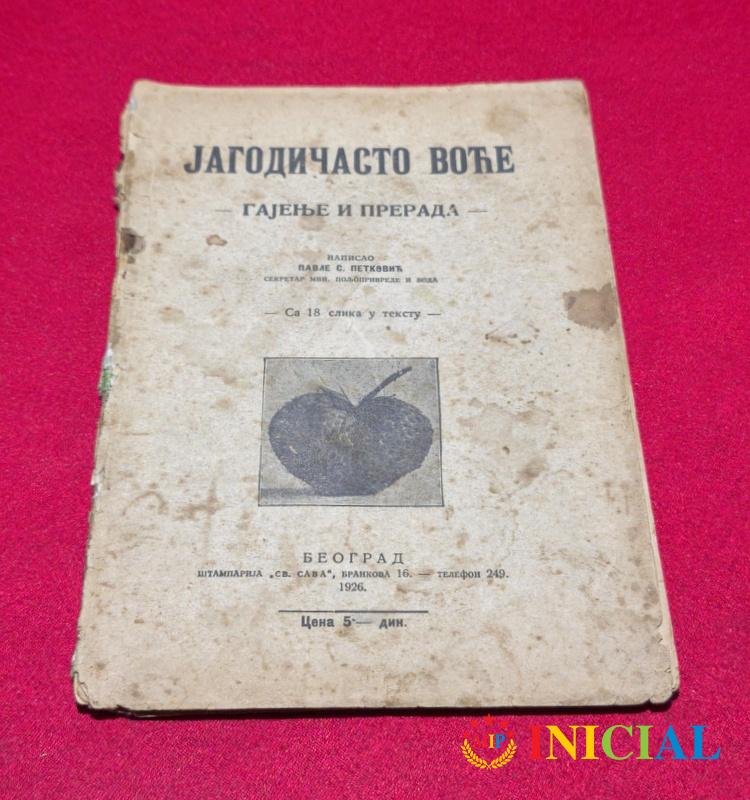 ЈАГОДИЧАСТО ВОЋЕ
— ГАЈЕЊЕ И ПРЕРАДА —
НАПИСАО
ПАВЛЕ С. ПЕТКОВИЋ
СЕКРЕТАР МИН. ПОЉОПРИВРЕДЕ И ВОДА
— Са 18 слика у тексту —
БЕОГРАД
ШТАМПАРИЈА „СВ. САВА“, БРАНКОВА 16. — ТЕЛЕФОН 249.
1926.
Цена 5·— дин.
IP INICIAL